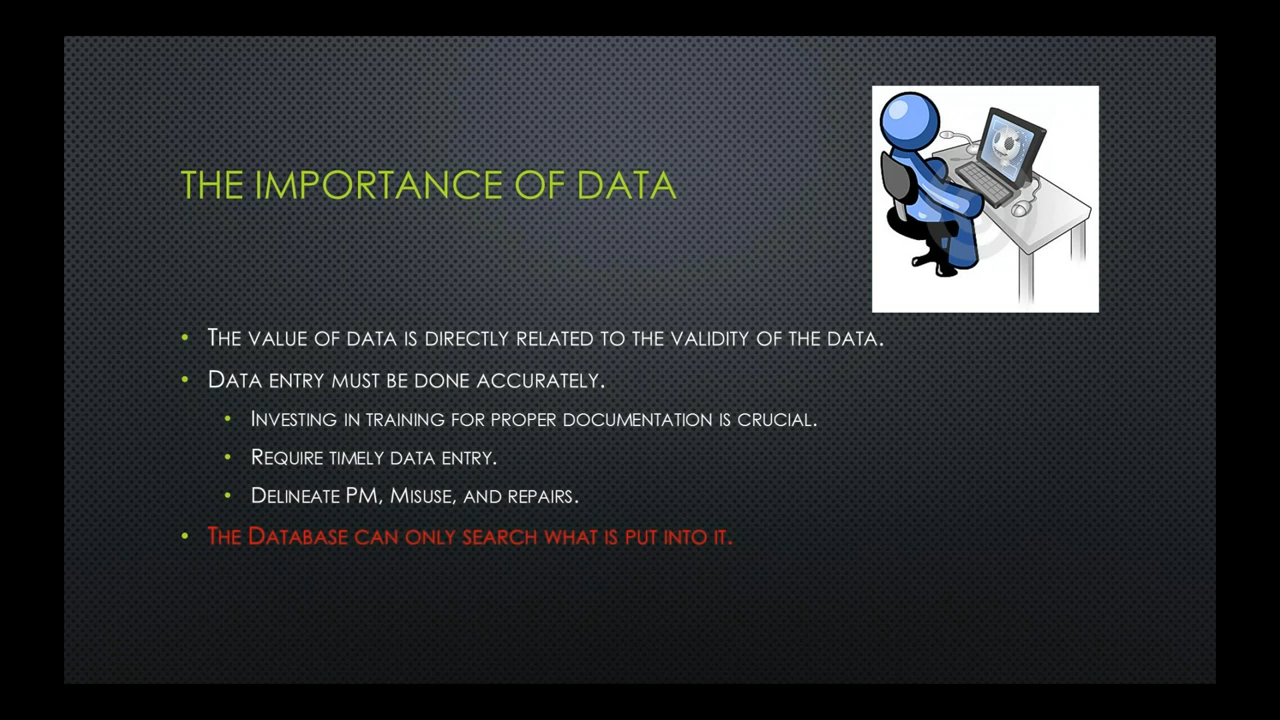 THE IMPORTANCE OF DATA
• THE VALUE OF DATA IS DIRECTLY RELATED TO THE VALIDITY OF THE DATA.
• DATA ENTRY MUST BE DONE ACCURATELY.
• INVESTING IN TRAINING FOR PROPER DOCUMENTATION IS CRUCIAL.
• REQUIRE TIMELY DATA ENTRY.
• DELINEATE PM, MISUSE, AND REPAIRS.
• THE DATABASE CAN ONLY SEARCH WHAT IS PUT INTO IT.